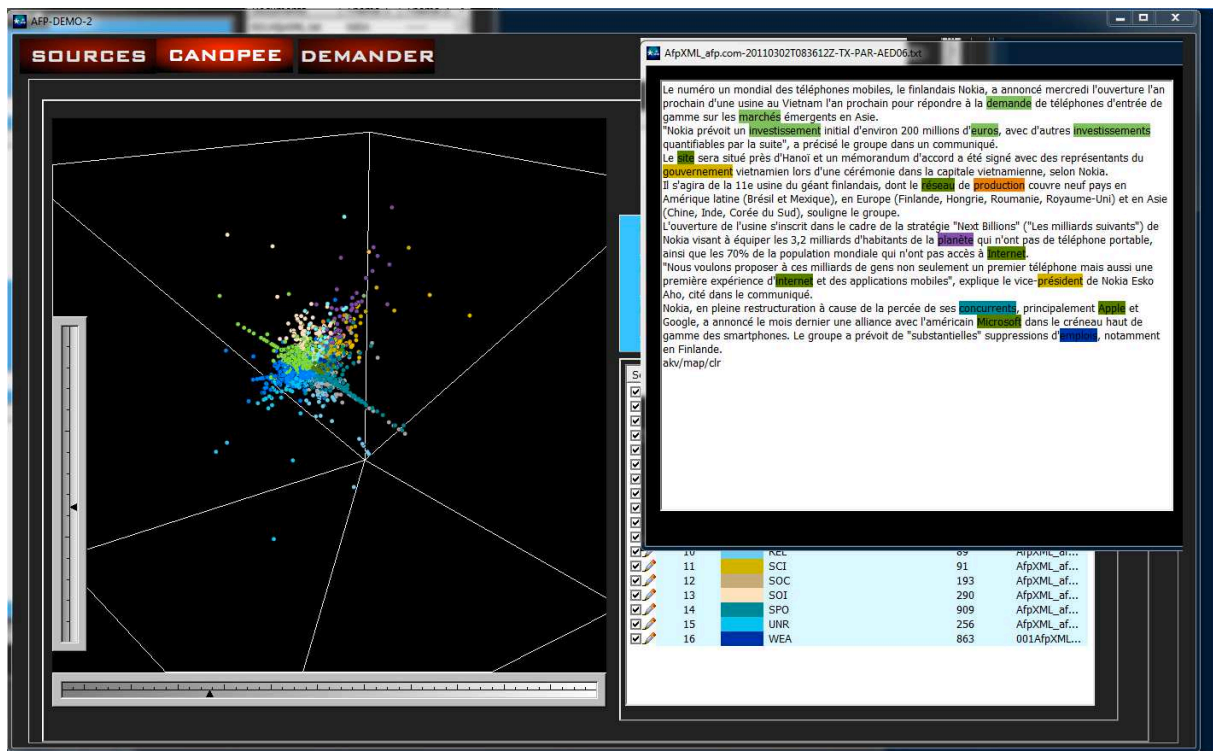 AFP-DEMO-2
SOURCES CANOPEE DEMANDER
AfpXML_afp.com-20110302T083612Z-TX-PAR-AED06.txt
Le numéro un mondial des téléphones mobiles, le finlandais Nokia, a annoncé mercredi l'ouverture l'an
prochain d'une usine au Vietnam l'an prochain pour répondre à la demande de téléphones d'entrée de
gamme sur les marchés émergents en Asie.
"Nokia prévoit un investissement initial d'environ 200 millions d'euros, avec d'autres investissements
quantifiables par la suite", a précisé le groupe dans un communiqué.
Le site sera situé près d'Hanoï et un mémorandum d'accord a été signé avec des représentants du
gouvernement vietnamien lors d'une cérémonie dans la capitale vietnamienne, selon Nokia.
Il s'agira de la 11e usine du géant finlandais, dont le réseau de production couvre neuf pays en
Amérique latine (Brésil et Mexique), en Europe (Finlande, Hongrie, Roumanie, Royaume-Uni) et en Asie
(Chine, Inde, Corée du Sud), souligne le groupe.
L'ouverture de l'usine s'inscrit dans le cadre de la stratégie "Next Billions" ("Les milliards suivants") de
Nokia visant à équiper les 3,2 milliards d'habitants de la planète qui n'ont pas de téléphone portable,
ainsi que les 70% de la population mondiale qui n'ont pas accès à Internet.
"Nous voulons proposer à ces milliards de gens non seulement un premier téléphone mais aussi une
première expérience d'internet et des applications mobiles", explique le vice-président de Nokia Esko
Aho, cité dans le communiqué.
Nokia, en pleine restructuration à cause de la percée de ses concurrents, principalement Apple et
Google, a annoncé le mois dernier une alliance avec l'américain Microsoft dans le créneau haut de
gamme des smartphones. Le groupe a prévoit de "substantielles" suppressions d'emplois, notamment
en Finlande.
akv/map/clr
10 REL 89 AfpXML_af...
11 SCI 91 AfpXML_af...
12 SOC 193 AfpXML_af...
13 SOI 290 AfpXML_af...
14 SPO 909 AfpXML_af...
15 UNR 256 AfpXML_af...
16 WEA 863 001AfpXML...